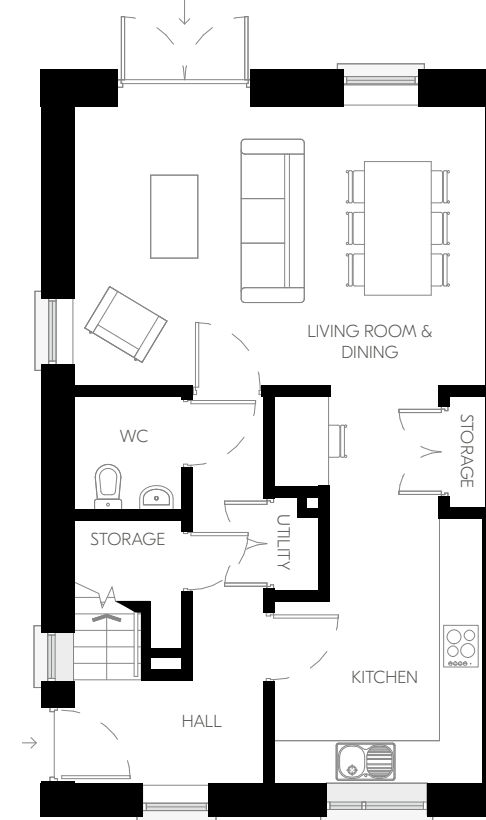 LIVING ROOM &
DINING
WC
STORAGE
STORAGE
UTILITY
KITCHEN
HALL